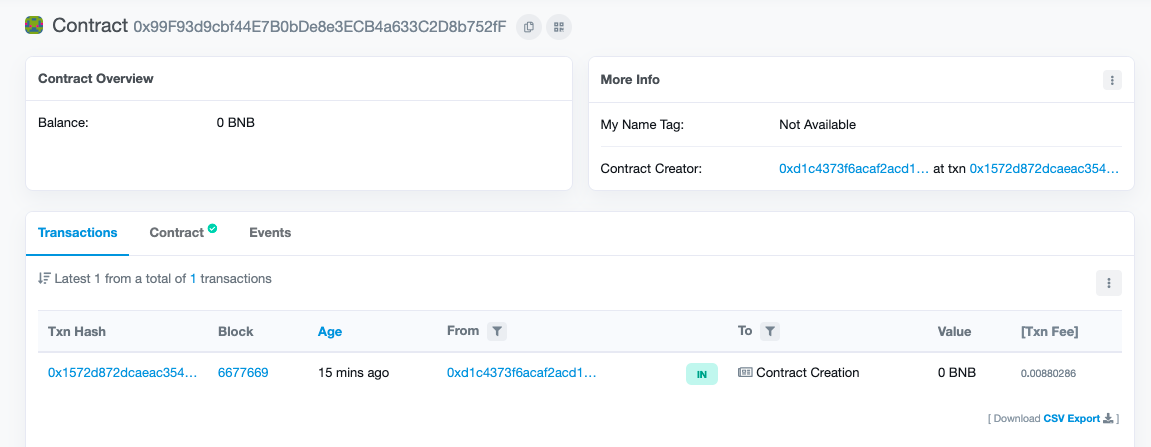 Contract 0x99F93d9cbf44E7B0bDe8e3ECB4a633C2D8b752fF
Contract Overview
Balance: 0 BNB
More Info
My Name Tag: Not Available
Contract Creator: 0xd1c4373f6acaf2acd1... at txn 0x1572d872dcaeac354...
Transactions Contract Events
Latest 1 from a total of 1 transactions
Txn Hash Block Age From To Value [Txn Fee]
0x1572d872dcaeac354... 6677669 15 mins ago 0xd1c4373f6acaf2acd1... IN Contract Creation 0 BNB 0.00880286
[ Download CSV Export ]